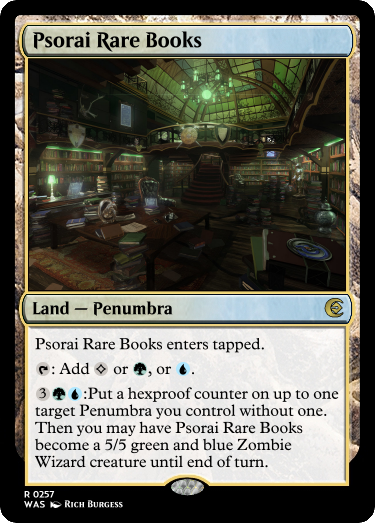 Psorai Rare Books
Land — Penumbra
Psorai Rare Books enters tapped.
: Add or , or .
3 :Put a hexproof counter on up to one
target Penumbra you control without one.
Then you may have Psorai Rare Books
become a 5/5 green and blue Zombie
Wizard creature until end of turn.
R 0257
WAS Rich Burgess